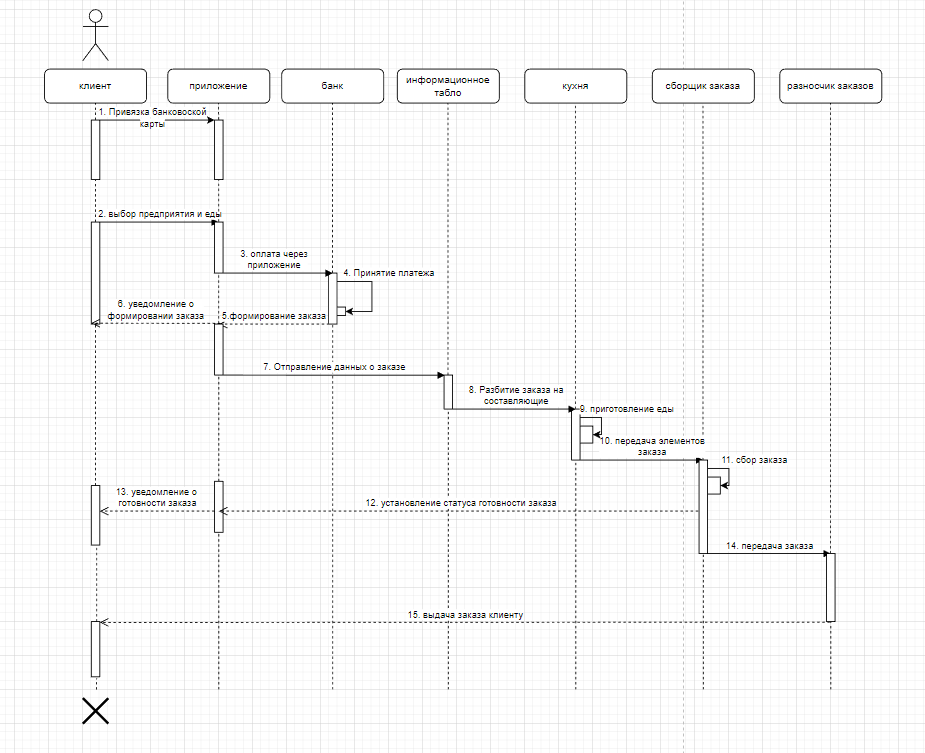 клиент
приложение
банк
информационное
табло
кухня
сборщик заказа
разносчик заказов
1. Привязка банковоской
карты
2. выбор предприятия и еды
3. оплата через
приложение
4. Принятие платежа
6. уведомление о
формировании заказа
5.формирование заказа
7. Отправление данных о заказе
8. Разбитие заказа на
составляющие
9. приготовление еды
10. передача элементов
заказа
11. сбор заказа
13. уведомление о
готовности заказа
12. установление статуса готовности заказа
14. передача заказа
15. выдача заказа клиенту